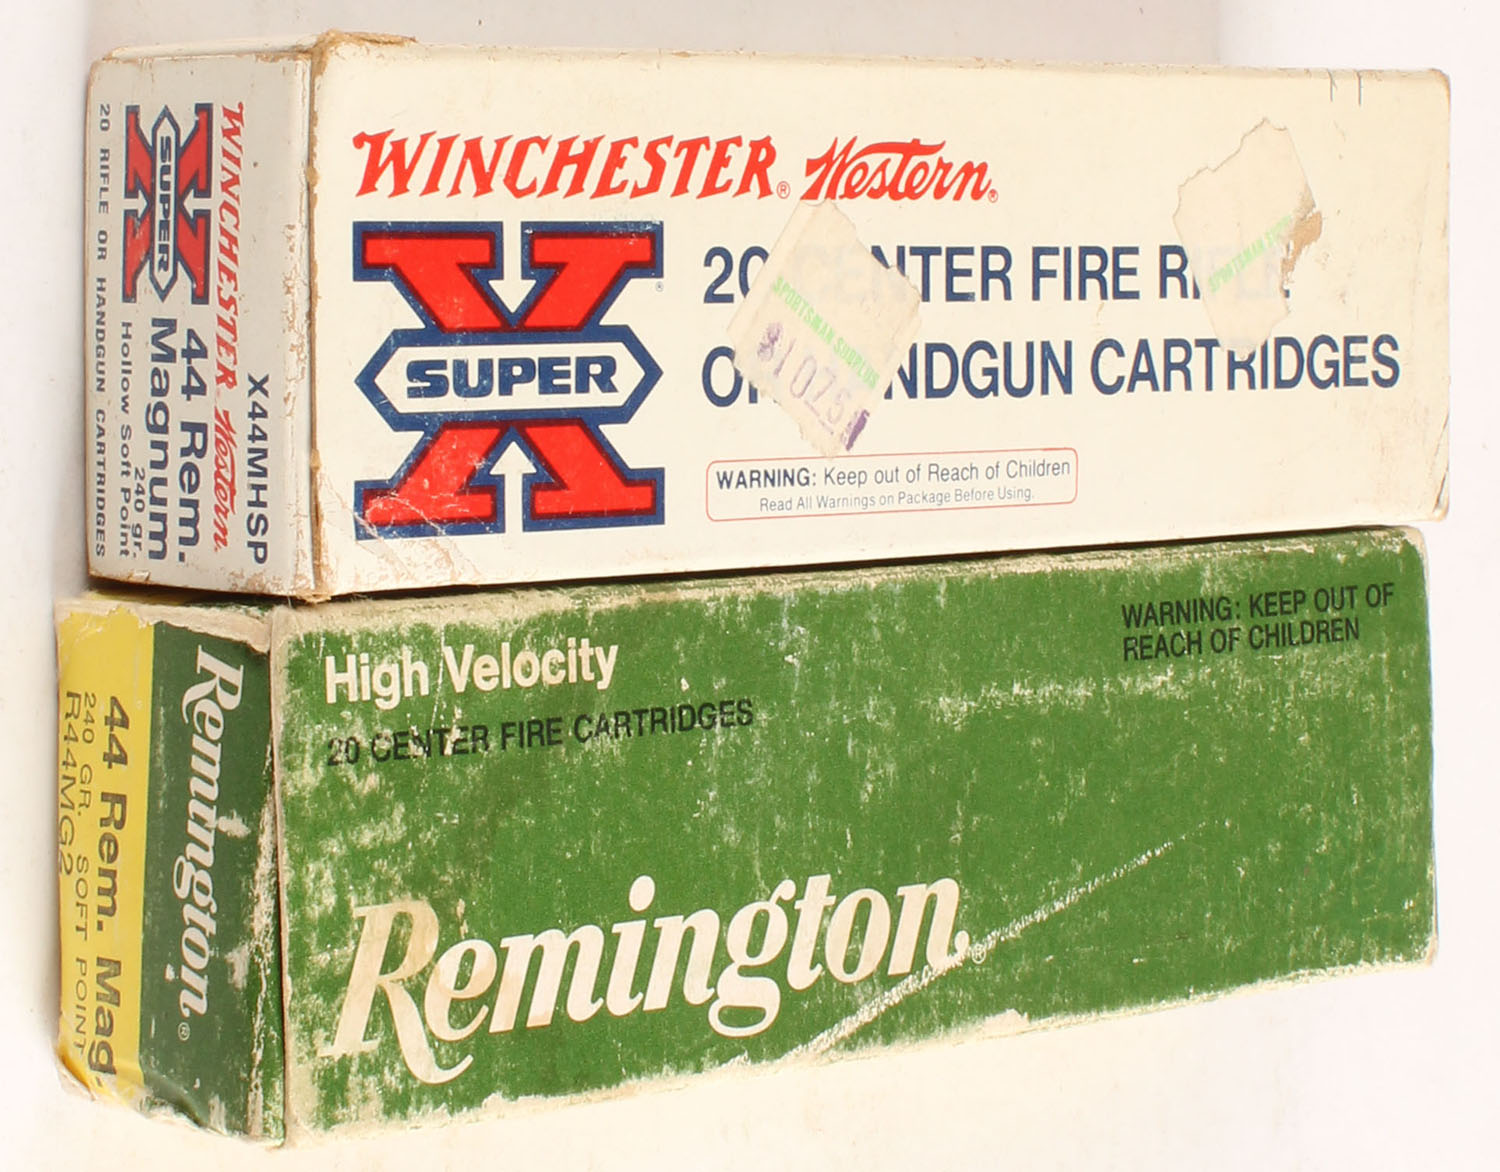 WINCHESTER® Western®
X SUPER
20 CENTER FIRE
HANDGUN CARTRIDGES
SPORTSMAN SURPLUS
SPORTSMAN
WARNING: Keep out of Reach of Children
Read All Warnings on Package Before Using.
X44MHSP
WINCHESTER® Western®
X SUPER
44 Rem.
Magnum
240 gr.
Hollow Soft Point
20 RIFLE OR HANDGUN CARTRIDGES
High Velocity
20 CENTER FIRE CARTRIDGES
WARNING: KEEP OUT OF
REACH OF CHILDREN
Remington®
Remington®
44 Rem. Mag.
240 GR. SOFT POINT
R44MG2